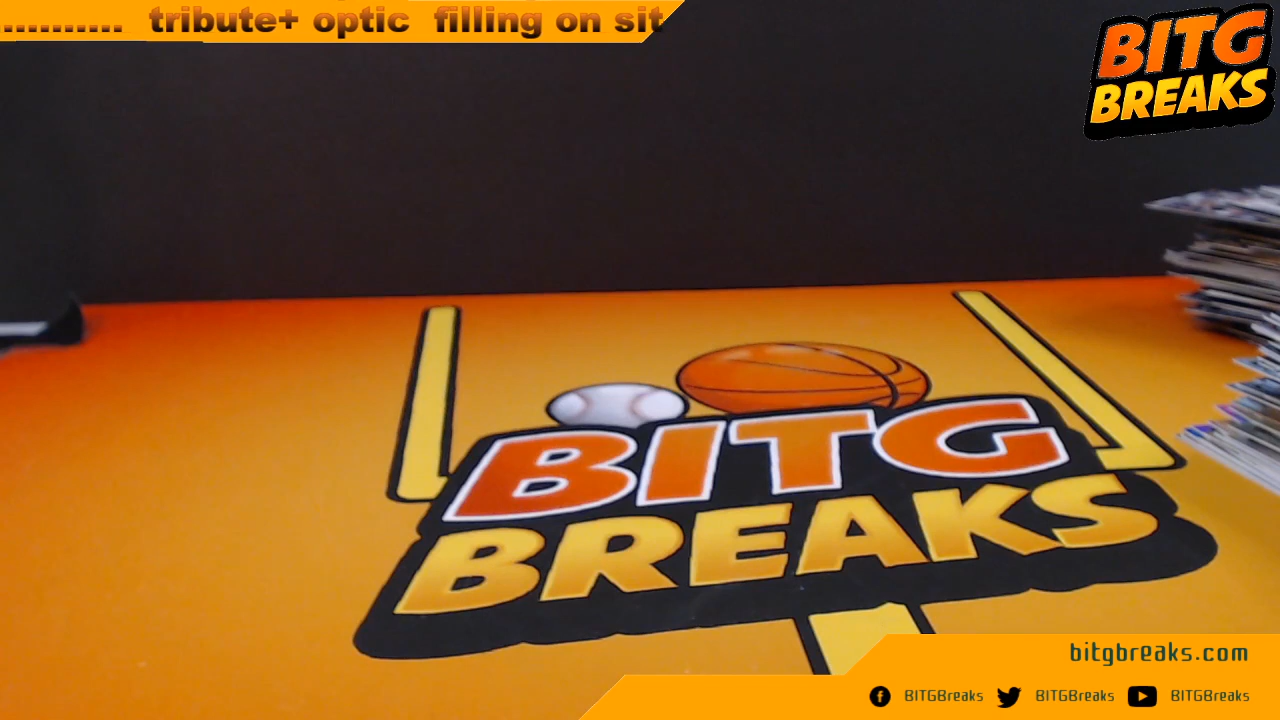 ........... tribute+ optic filling on sit
BITG
BREAKS
BITG
BREAKS
bitgbreaks.com
BITGBreaks BITGBreaks BITGBreaks